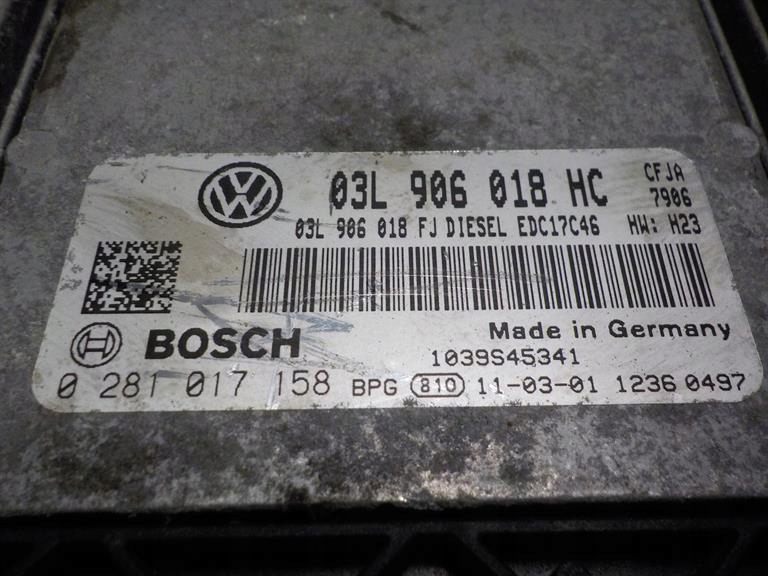 03L 906 018 HC CFJA
7906
03L 906 018 FJ DIESEL EDC17C46 HW: H23
BOSCH Made in Germany
1039S45341
0 281 017 158 BPG 810 11-03-01 1236 0497